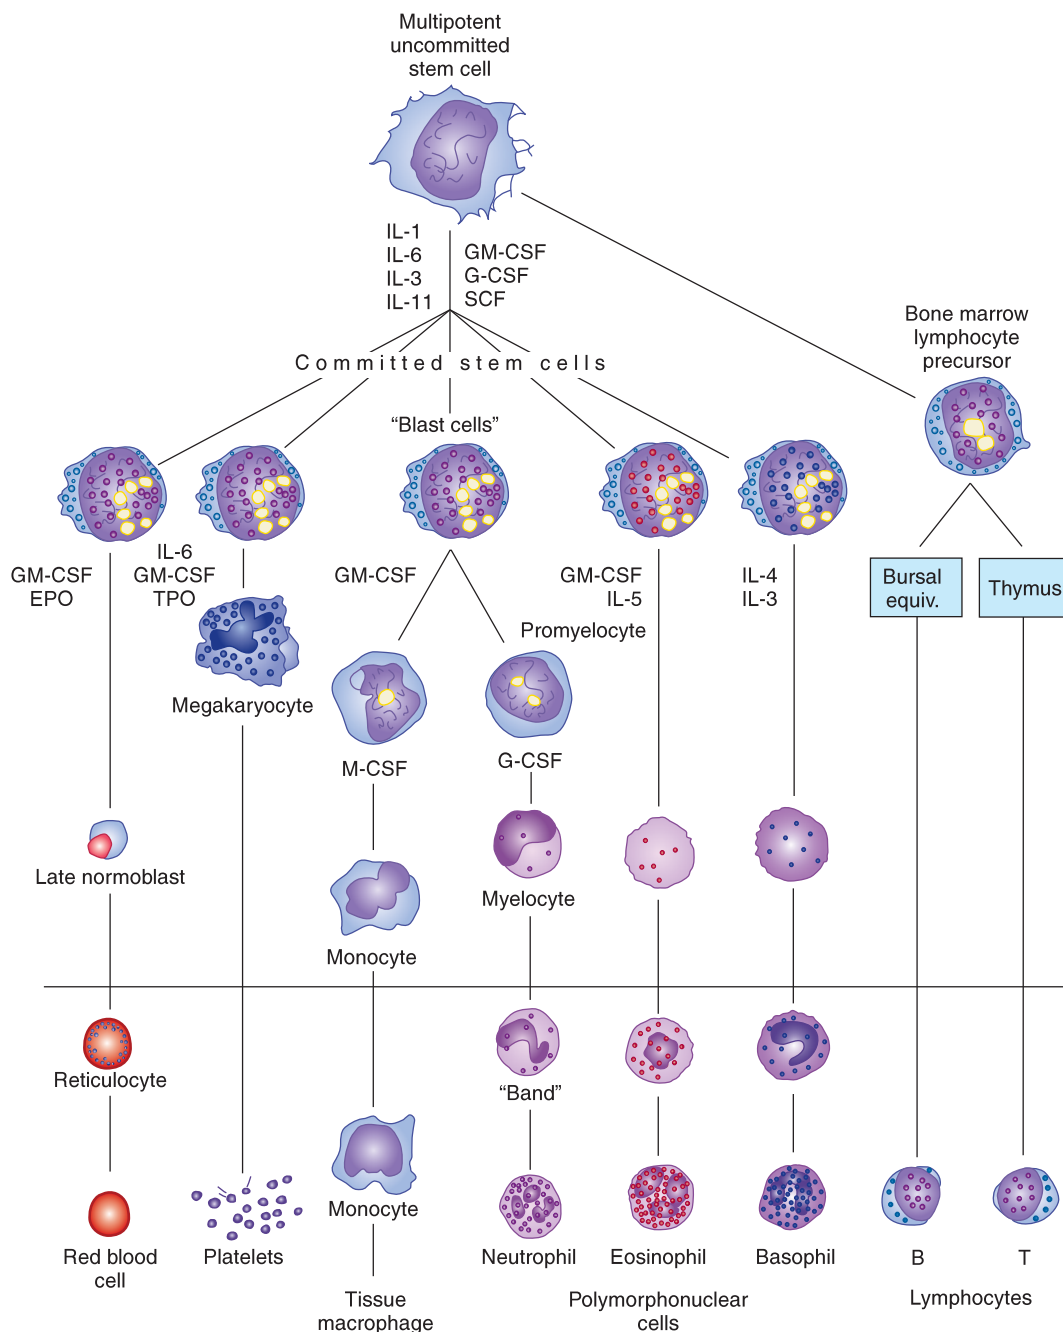 Multipotent
uncommitted
stem cell
IL-1
IL-6
IL-3
IL-11
GM-CSF
G-CSF
SCF
Bone marrow
lymphocyte
precursor
Committed stem cells
“Blast cells”
GM-CSF
EPO
IL-6
GM-CSF
TPO
GM-CSF
GM-CSF
IL-5
IL-4
IL-3
Bursal
equiv.
Thymus
Promyelocyte
Megakaryocyte
M-CSF
G-CSF
Late normoblast
Myelocyte
Monocyte
Reticulocyte
“Band”
Monocyte
Red blood
cell
Platelets
Neutrophil
Eosinophil
Basophil
B
T
Tissue
macrophage
Polymorphonuclear
cells
Lymphocytes